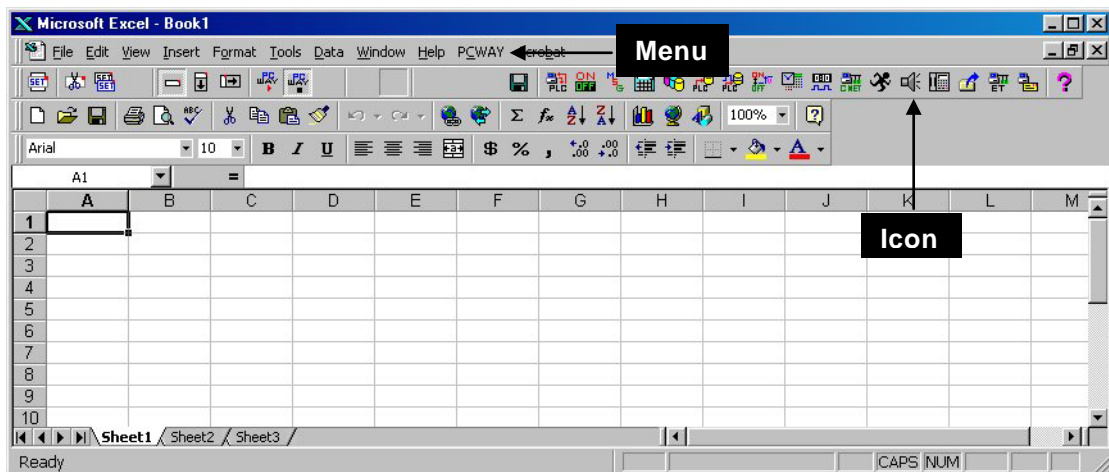 Microsoft Excel - Book1
File Edit View Insert Format Tools Data Window Help PCWAY
Menu
100%
Arial 10 B I U $ % ,
A1 =
A B C D E F G H I J K L M
Icon
1
2
3
4
5
6
7
8
9
10
Sheet1 Sheet2 Sheet3
Ready CAPS NUM